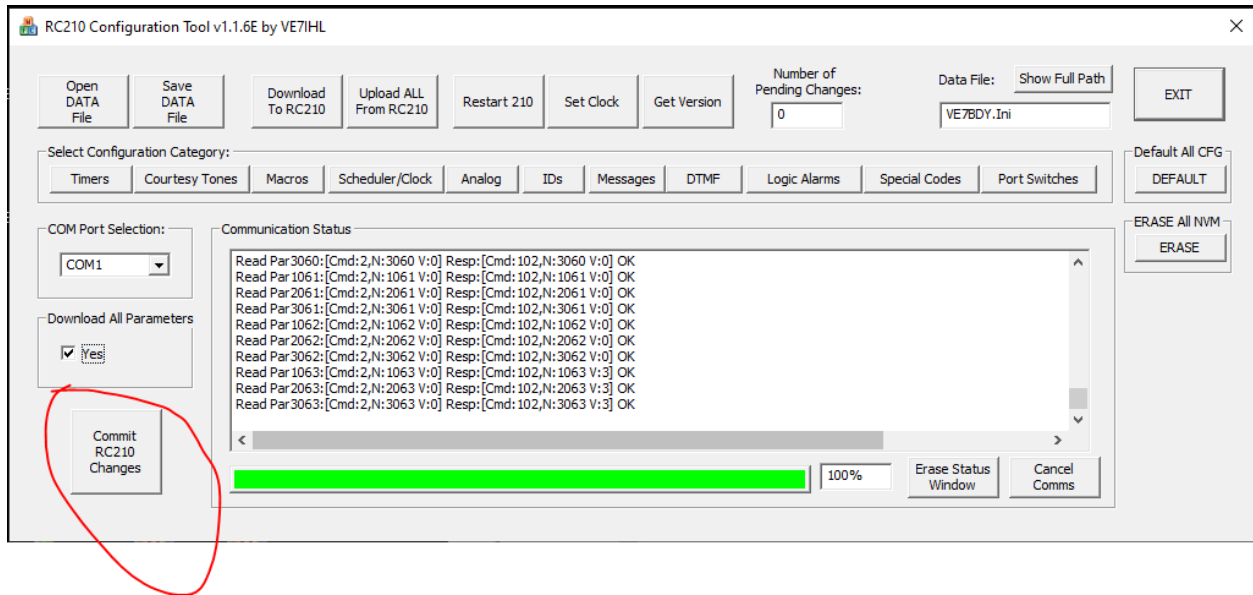 RC210 Configuration Tool v1.1.6E by VE7IHL
Open
DATA
File
Save
DATA
File
Download
To RC210
Upload ALL
From RC210
Restart 210
Set Clock
Get Version
Number of
Pending Changes:
0
Data File:
Show Full Path
VE7BDY.Ini
EXIT
Select Configuration Category:
Timers
Courtesy Tones
Macros
Scheduler/Clock
Analog
IDs
Messages
DTMF
Logic Alarms
Special Codes
Port Switches
Default All CFG
DEFAULT
COM Port Selection:
COM1
Communication Status
ERASE All NVM
ERASE
Read Par3060:[Cmd:2,N:3060 V:0] Resp:[Cmd:102,N:3060 V:0] OK
Read Par1061:[Cmd:2,N:1061 V:0] Resp:[Cmd:102,N:1061 V:0] OK
Read Par2061:[Cmd:2,N:2061 V:0] Resp:[Cmd:102,N:2061 V:0] OK
Read Par3061:[Cmd:2,N:3061 V:0] Resp:[Cmd:102,N:3061 V:0] OK
Read Par1062:[Cmd:2,N:1062 V:0] Resp:[Cmd:102,N:1062 V:0] OK
Read Par2062:[Cmd:2,N:2062 V:0] Resp:[Cmd:102,N:2062 V:0] OK
Read Par3062:[Cmd:2,N:3062 V:0] Resp:[Cmd:102,N:3062 V:0] OK
Read Par1063:[Cmd:2,N:1063 V:0] Resp:[Cmd:102,N:1063 V:3] OK
Read Par2063:[Cmd:2,N:2063 V:0] Resp:[Cmd:102,N:2063 V:3] OK
Read Par3063:[Cmd:2,N:3063 V:0] Resp:[Cmd:102,N:3063 V:3] OK
Download All Parameters
Yes
Commit
RC210
Changes
100%
Erase Status
Window
Cancel
Comms